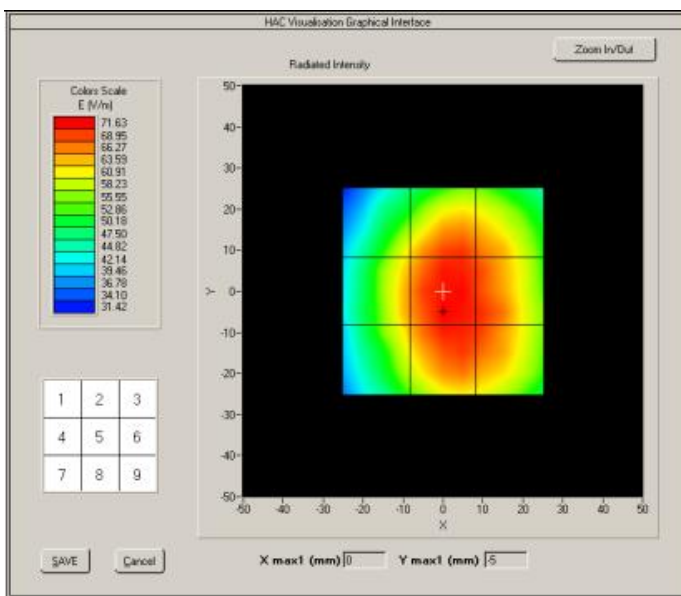 HAC Visualisation Graphical Interface
Zoom In/Out
Radiated Intensity
Colors Scale
E (V/m)
71.63
68.95
66.27
63.59
60.91
58.23
55.55
52.86
50.18
47.50
44.82
42.14
39.46
36.78
34.10
31.42
50
40
30
20
10
Y 0
-10
-20
-30
-40
-50
-50 -40 -30 -20 -10 0 10 20 30 40 50
X
1 2 3
4 5 6
7 8 9
SAVE Cancel X max1 (mm) 0 Y max1 (mm) -5